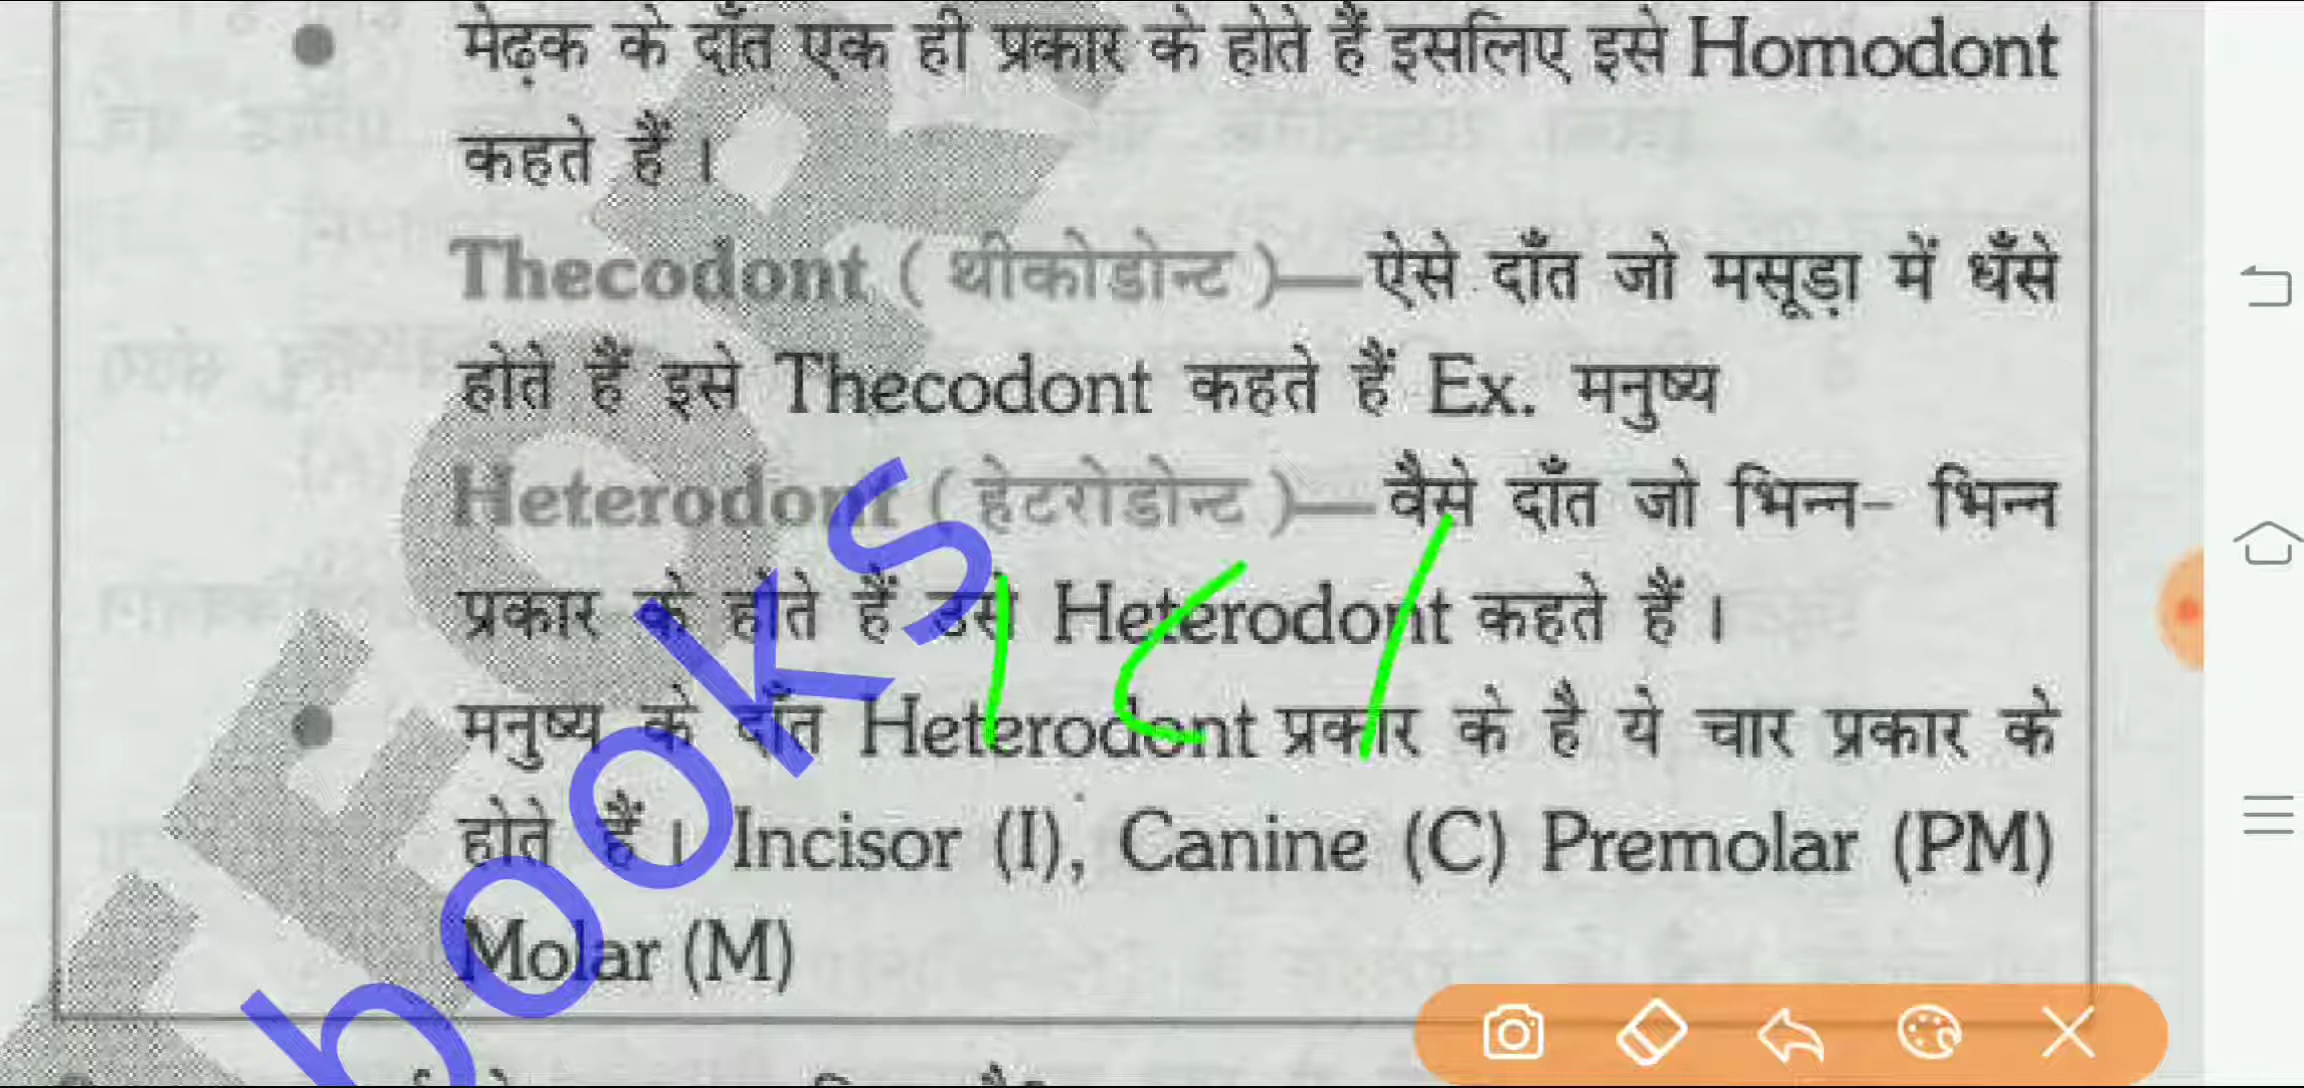 मेढ़क के दाँत एक ही प्रकार के होते हैं इसलिए इसे Homodont
कहते हैं ।
Thecodont ( थीकोडोन्ट )—ऐसे दाँत जो मसूड़ा में धँसे
होते हैं इसे Thecodont कहते हैं Ex. मनुष्य
Heterodont ( हेटरोडोन्ट )—वैसे दाँत जो भिन्न- भिन्न
प्रकार के होते हैं उसे Heterodont कहते हैं ।
मनुष्य के दाँत Heterodont प्रकार के है ये चार प्रकार के
होते हैं । Incisor (I), Canine (C) Premolar (PM)
Molar (M)
books
I C